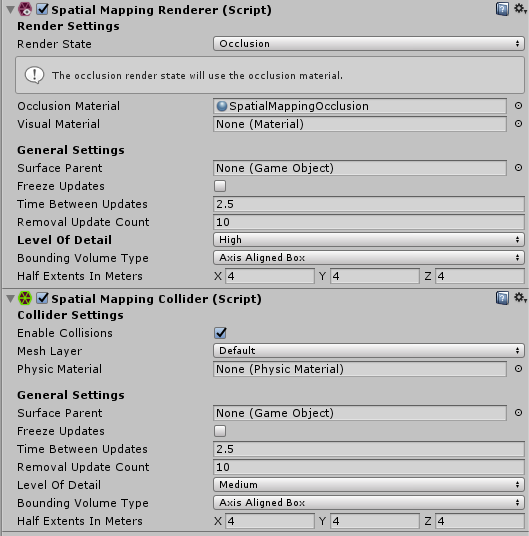 Spatial Mapping Renderer (Script)
Render Settings
Render State Occlusion
The occlusion render state will use the occlusion material.
Occlusion Material SpatialMappingOcclusion
Visual Material None (Material)
General Settings
Surface Parent None (Game Object)
Freeze Updates
Time Between Updates 2.5
Removal Update Count 10
Level Of Detail High
Bounding Volume Type Axis Aligned Box
Half Extents In Meters X 4 Y 4 Z 4
Spatial Mapping Collider (Script)
Collider Settings
Enable Collisions
Mesh Layer Default
Physic Material None (Physic Material)
General Settings
Surface Parent None (Game Object)
Freeze Updates
Time Between Updates 2.5
Removal Update Count 10
Level Of Detail Medium
Bounding Volume Type Axis Aligned Box
Half Extents In Meters X 4 Y 4 Z 4